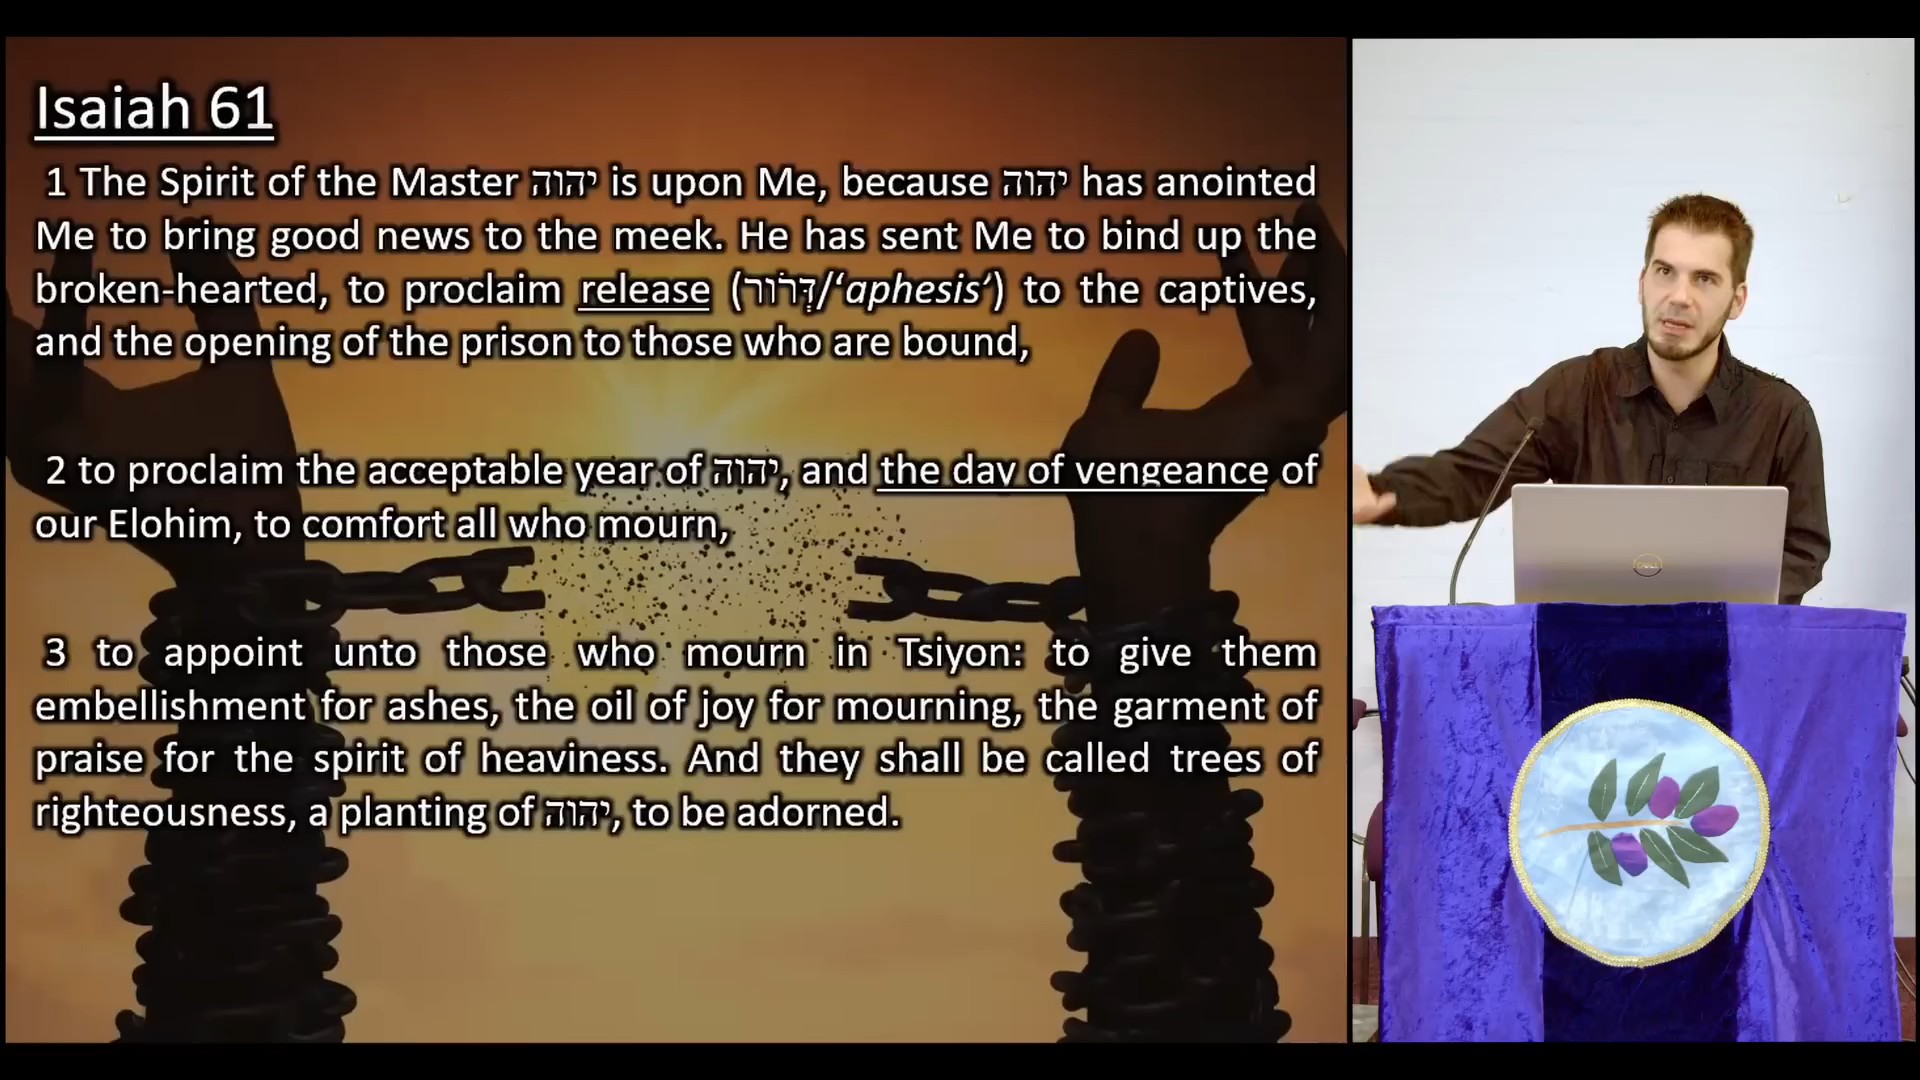 Isaiah 61
1 The Spirit of the Master יהוה is upon Me, because יהוה has anointed
Me to bring good news to the meek. He has sent Me to bind up the
broken-hearted, to proclaim release (דְּרֹור/‘aphesis’) to the captives,
and the opening of the prison to those who are bound,
2 to proclaim the acceptable year of יהוה, and the day of vengeance of
our Elohim, to comfort all who mourn,
3 to appoint unto those who mourn in Tsiyon: to give them
embellishment for ashes, the oil of joy for mourning, the garment of
praise for the spirit of heaviness. And they shall be called trees of
righteousness, a planting of יהוה, to be adorned.
DELL